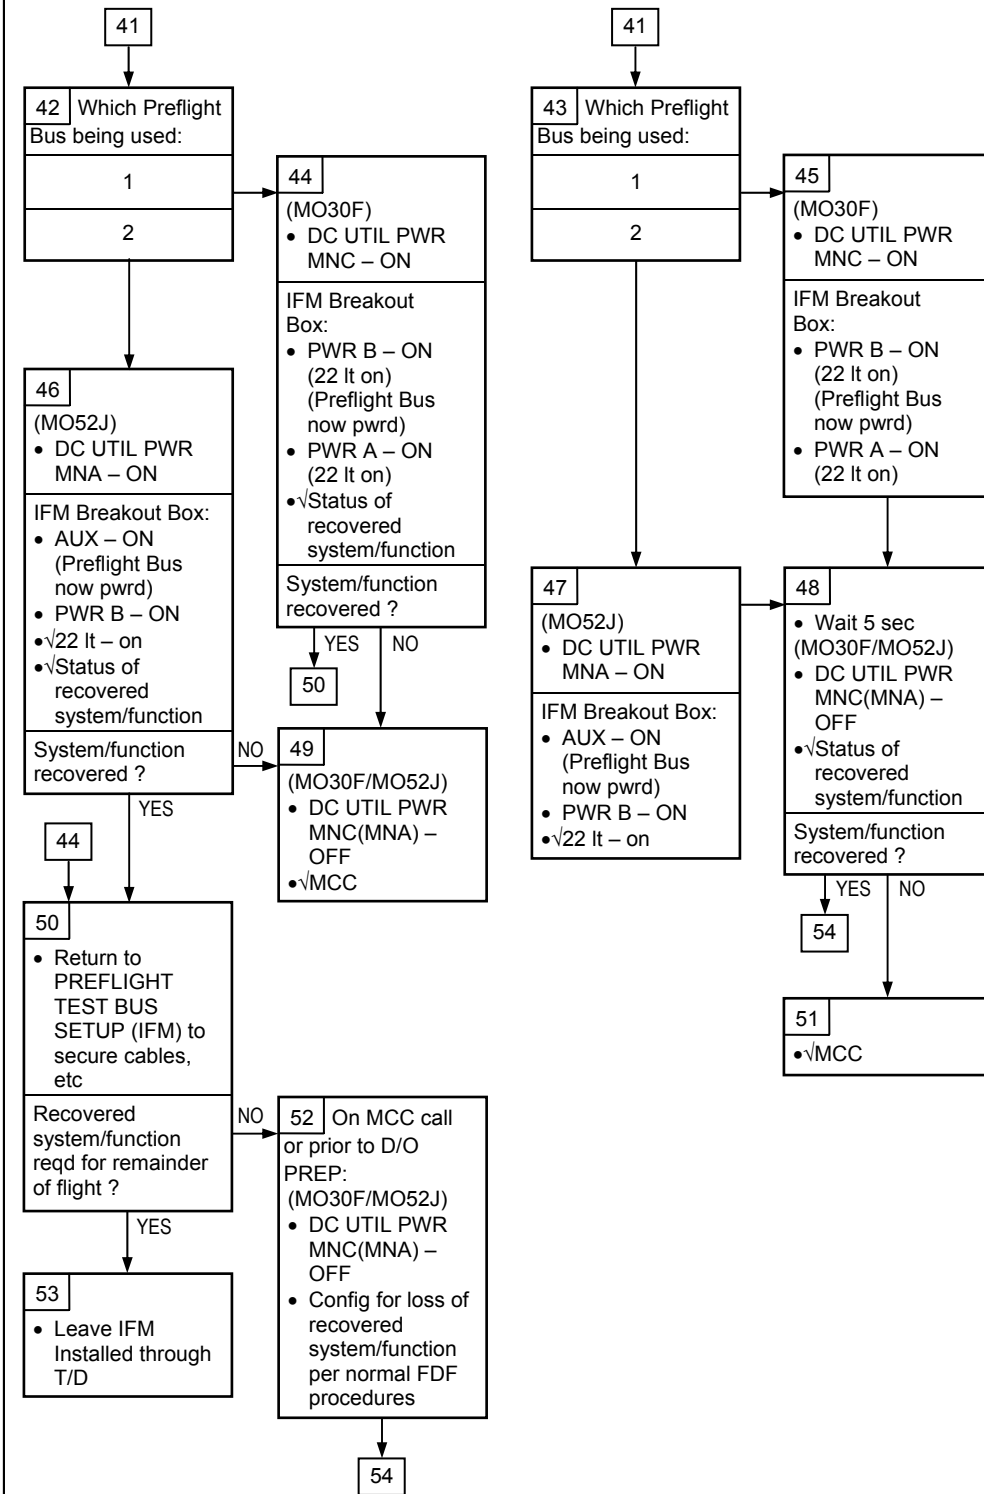 41
42 Which Preflight
Bus being used:
1
2
44
(MO30F)
• DC UTIL PWR
MNC – ON
IFM Breakout
Box:
• PWR B – ON
(22 lt on)
(Preflight Bus
now pwrd)
• PWR A – ON
(22 lt on)
•√Status of
recovered
system/function
System/function
recovered ?
YES
NO
50
46
(MO52J)
• DC UTIL PWR
MNA – ON
IFM Breakout Box:
• AUX – ON
(Preflight Bus
now pwrd)
• PWR B – ON
•√22 lt – on
•√Status of
recovered
system/function
System/function
recovered ?
NO
YES
49
(MO30F/MO52J)
• DC UTIL PWR
MNC(MNA) –
OFF
•√MCC
44
50
• Return to
PREFLIGHT
TEST BUS
SETUP (IFM) to
secure cables,
etc
Recovered
system/function
reqd for remainder
of flight ?
NO
YES
52 On MCC call
or prior to D/O
PREP:
(MO30F/MO52J)
• DC UTIL PWR
MNC(MNA) –
OFF
• Config for loss of
recovered
system/function
per normal FDF
procedures
54
53
• Leave IFM
Installed through
T/D
41
43 Which Preflight
Bus being used:
1
2
45
(MO30F)
• DC UTIL PWR
MNC – ON
IFM Breakout
Box:
• PWR B – ON
(22 lt on)
(Preflight Bus
now pwrd)
• PWR A – ON
(22 lt on)
47
(MO52J)
• DC UTIL PWR
MNA – ON
IFM Breakout Box:
• AUX – ON
(Preflight Bus
now pwrd)
• PWR B – ON
•√22 lt – on
48
• Wait 5 sec
(MO30F/MO52J)
• DC UTIL PWR
MNC(MNA) –
OFF
•√Status of
recovered
system/function
System/function
recovered ?
YES
NO
54
51
•√MCC